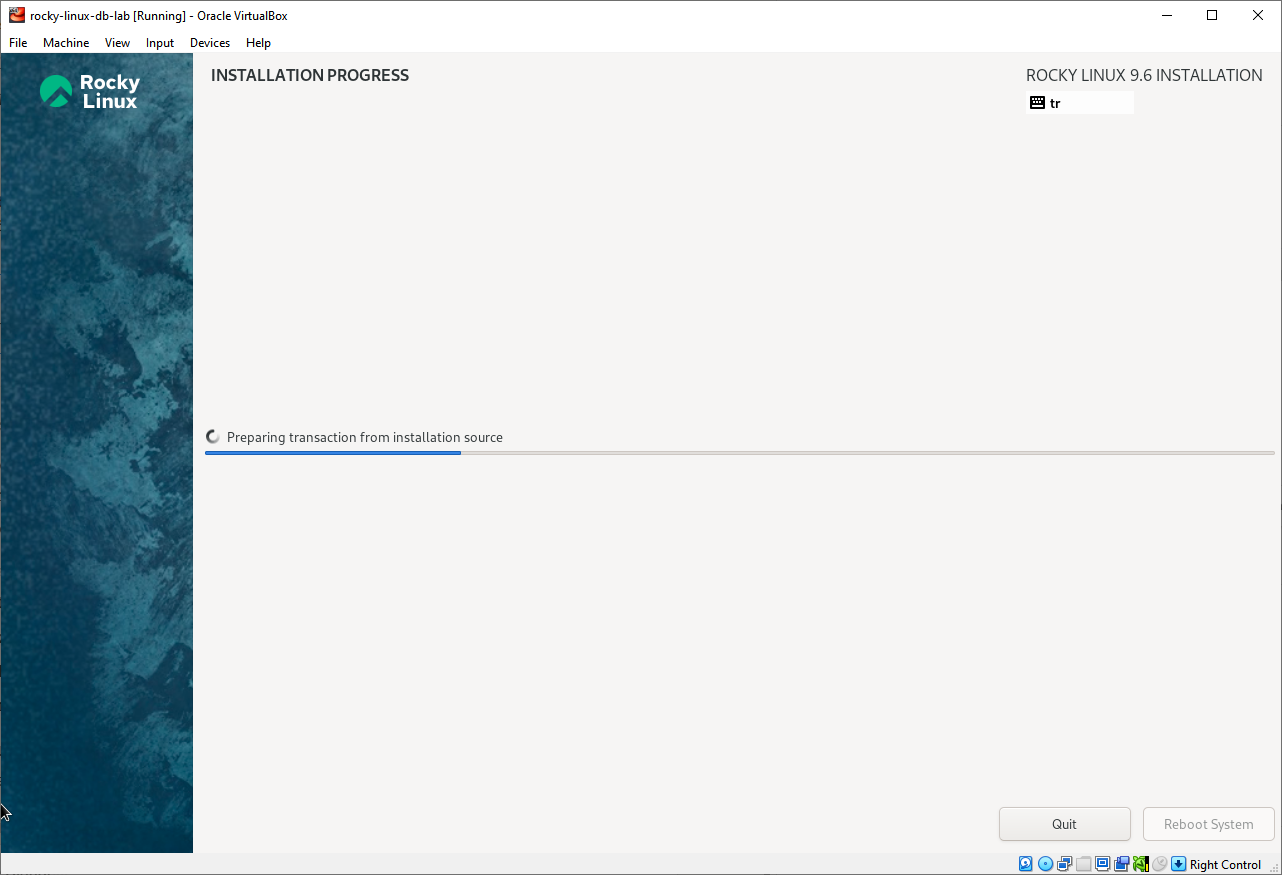 rocky-linux-db-lab [Running] - Oracle VirtualBox
File Machine View Input Devices Help
Rocky
Linux
INSTALLATION PROGRESS
ROCKY LINUX 9.6 INSTALLATION
tr
Preparing transaction from installation source
Quit
Reboot System
Right Control